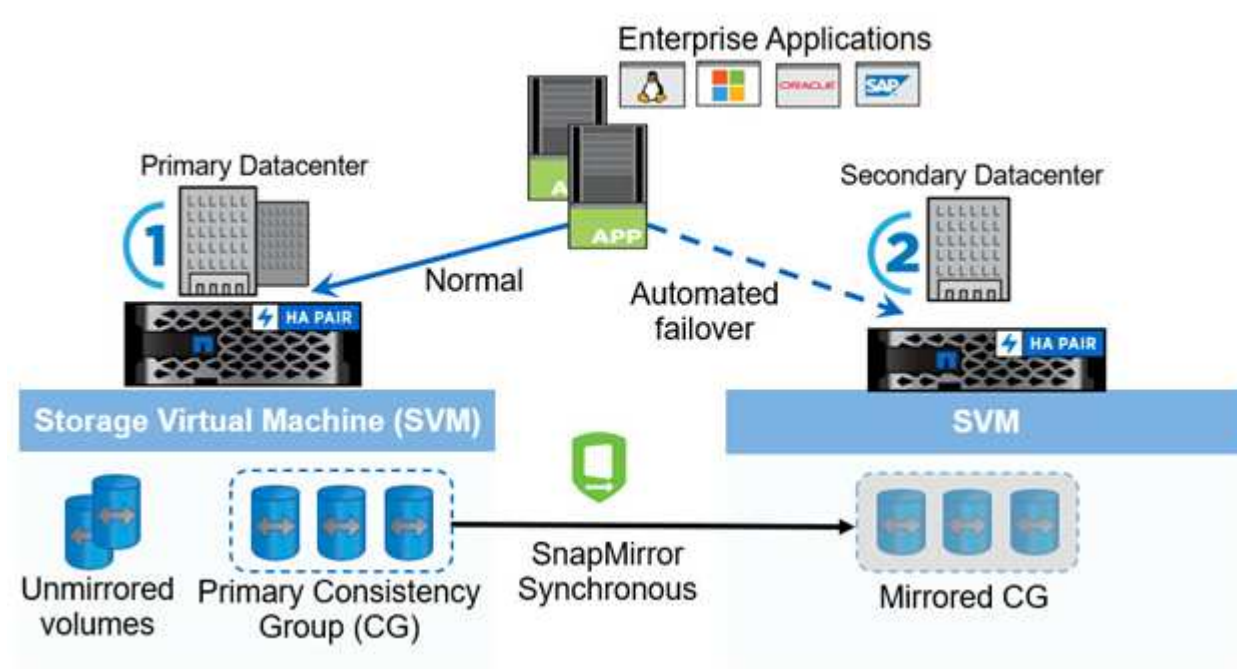 Enterprise Applications
ORACLE
SAP
Primary Datacenter
Secondary Datacenter
1
A
APP
2
Normal
Automated
failover
HA PAIR
HA PAIR
Storage Virtual Machine (SVM)
SVM
Unmirrored
volumes
Primary Consistency
Group (CG)
SnapMirror
Synchronous
Mirrored CG